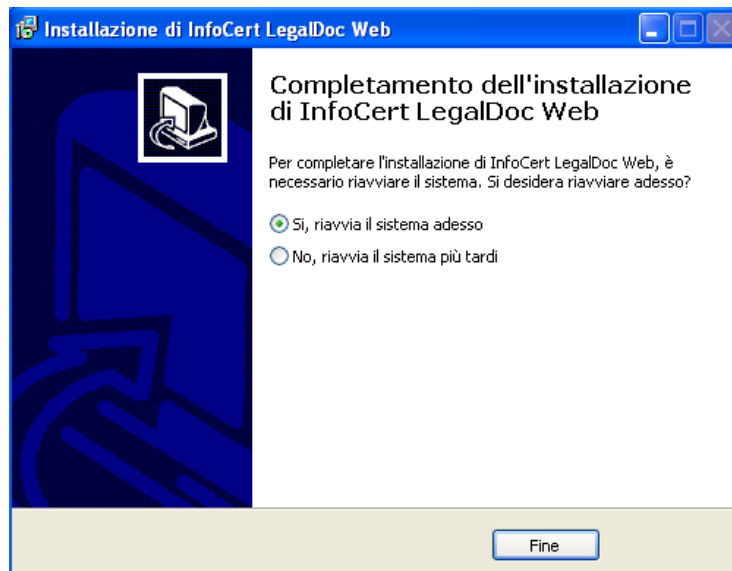 Installazione di InfoCert LegalDoc Web
Completamento dell'installazione
di InfoCert LegalDoc Web
Per completare l'installazione di InfoCert LegalDoc Web, è
necessario riavviare il sistema. Si desidera riavviare adesso?
Si, riavvia il sistema adesso
No, riavvia il sistema più tardi
Fine